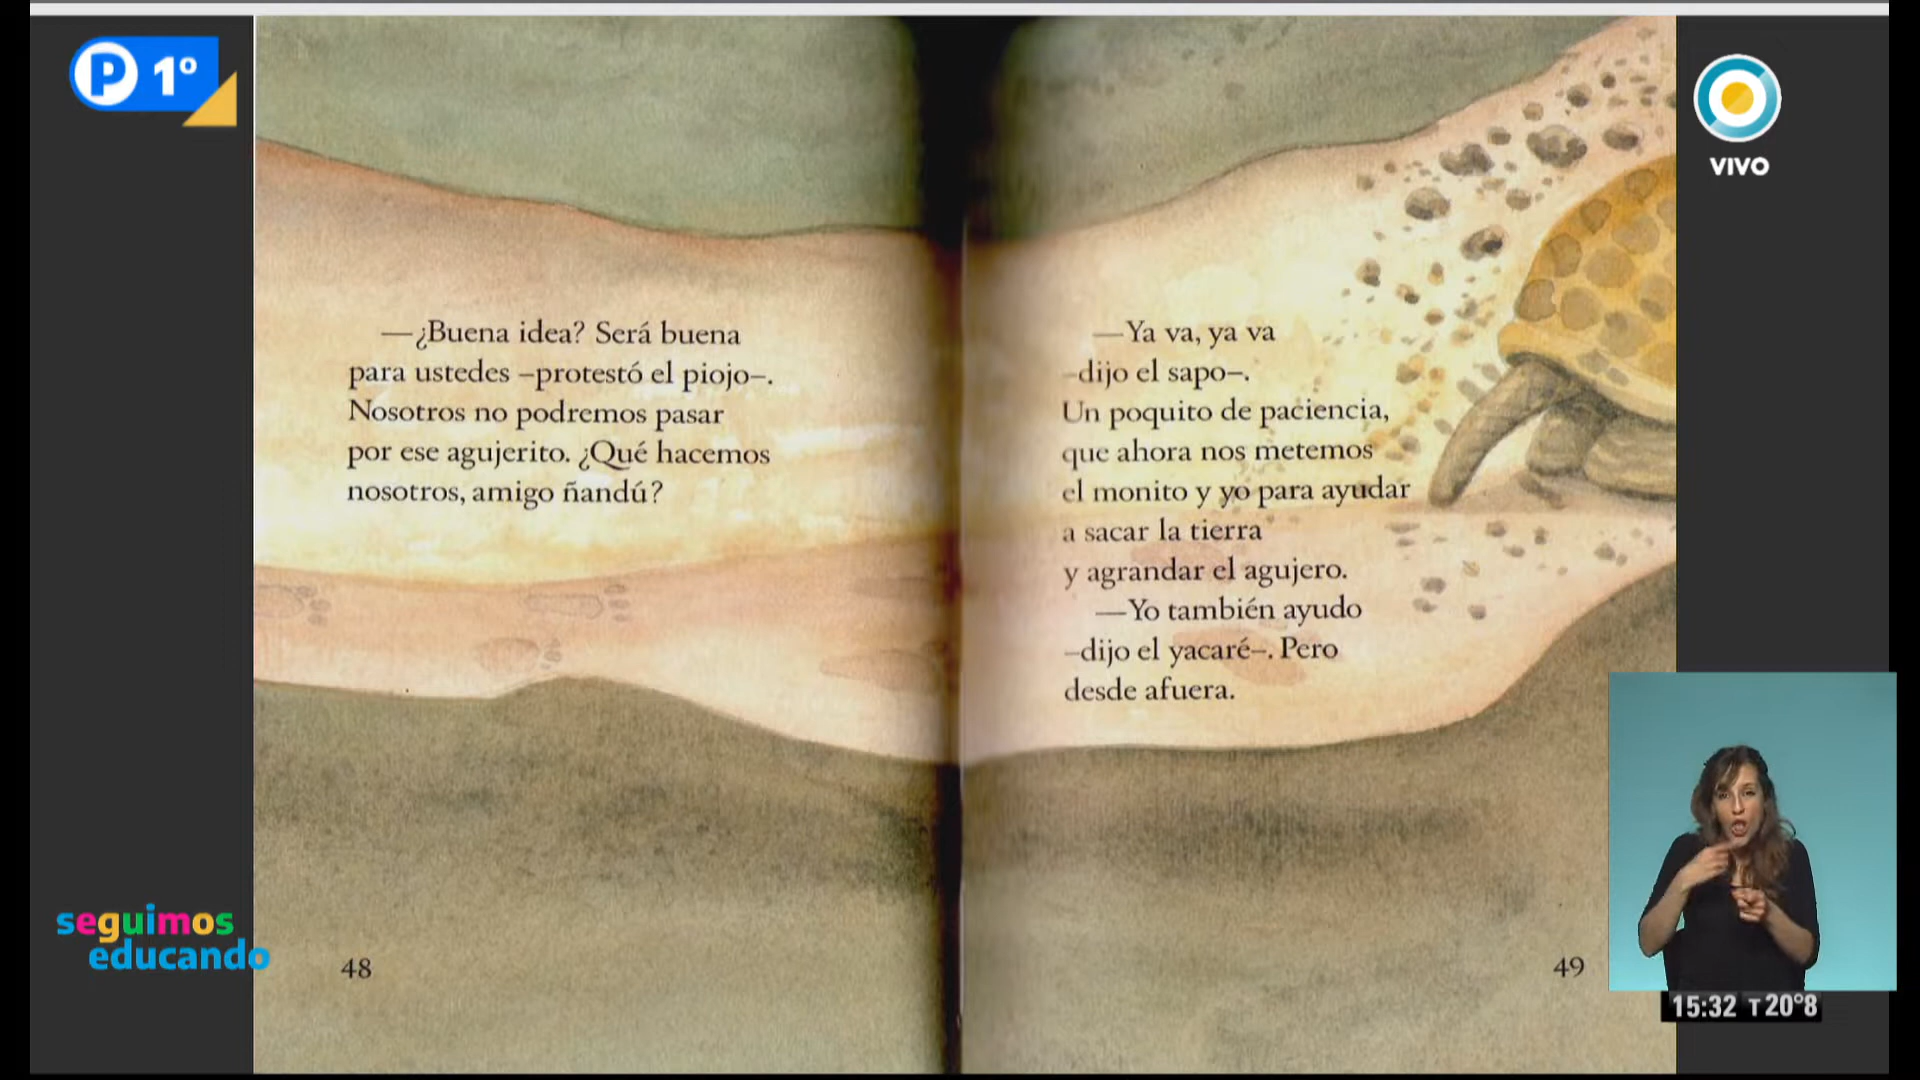 P 1º
VIVO
—¿Buena idea? Será buena
para ustedes –protestó el piojo–.
Nosotros no podremos pasar
por ese agujerito. ¿Qué hacemos
nosotros, amigo ñandú?
48
—Ya va, ya va
–dijo el sapo–.
Un poquito de paciencia,
que ahora nos metemos
el monito y yo para ayudar
a sacar la tierra
y agrandar el agujero.
—Yo también ayudo
–dijo el yacaré–. Pero
desde afuera.
49
seguimos
educando
15:32 T 20º8